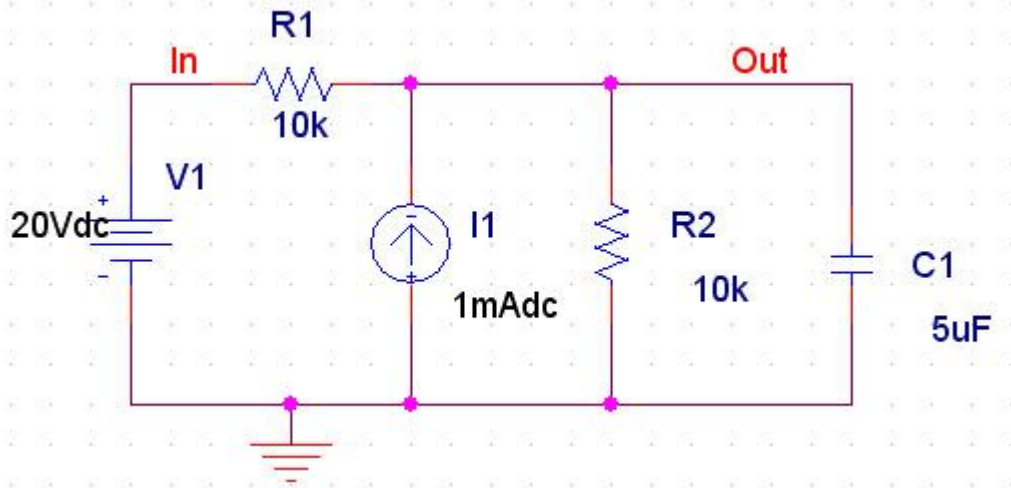 R1
In
Out
10k
V1
+
20Vdc
-
-
I1
+
R2
1mAdc
10k
C1
5uF